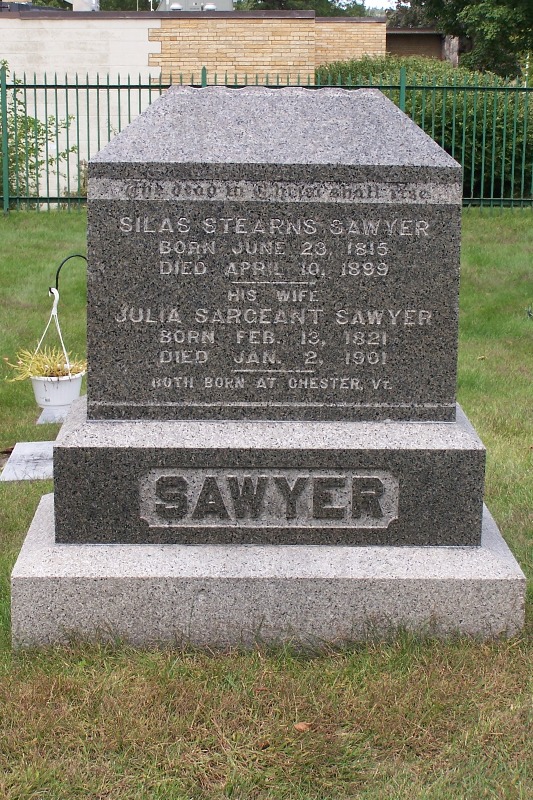 The dead in Christ shall rise
SILAS STEARNS SAWYER
BORN JUNE 23, 1815
DIED APRIL 10, 1899
HIS WIFE
JULIA SARGEANT SAWYER
BORN FEB. 13, 1821
DIED JAN. 2, 1901
BOTH BORN AT CHESTER, VT.
SAWYER